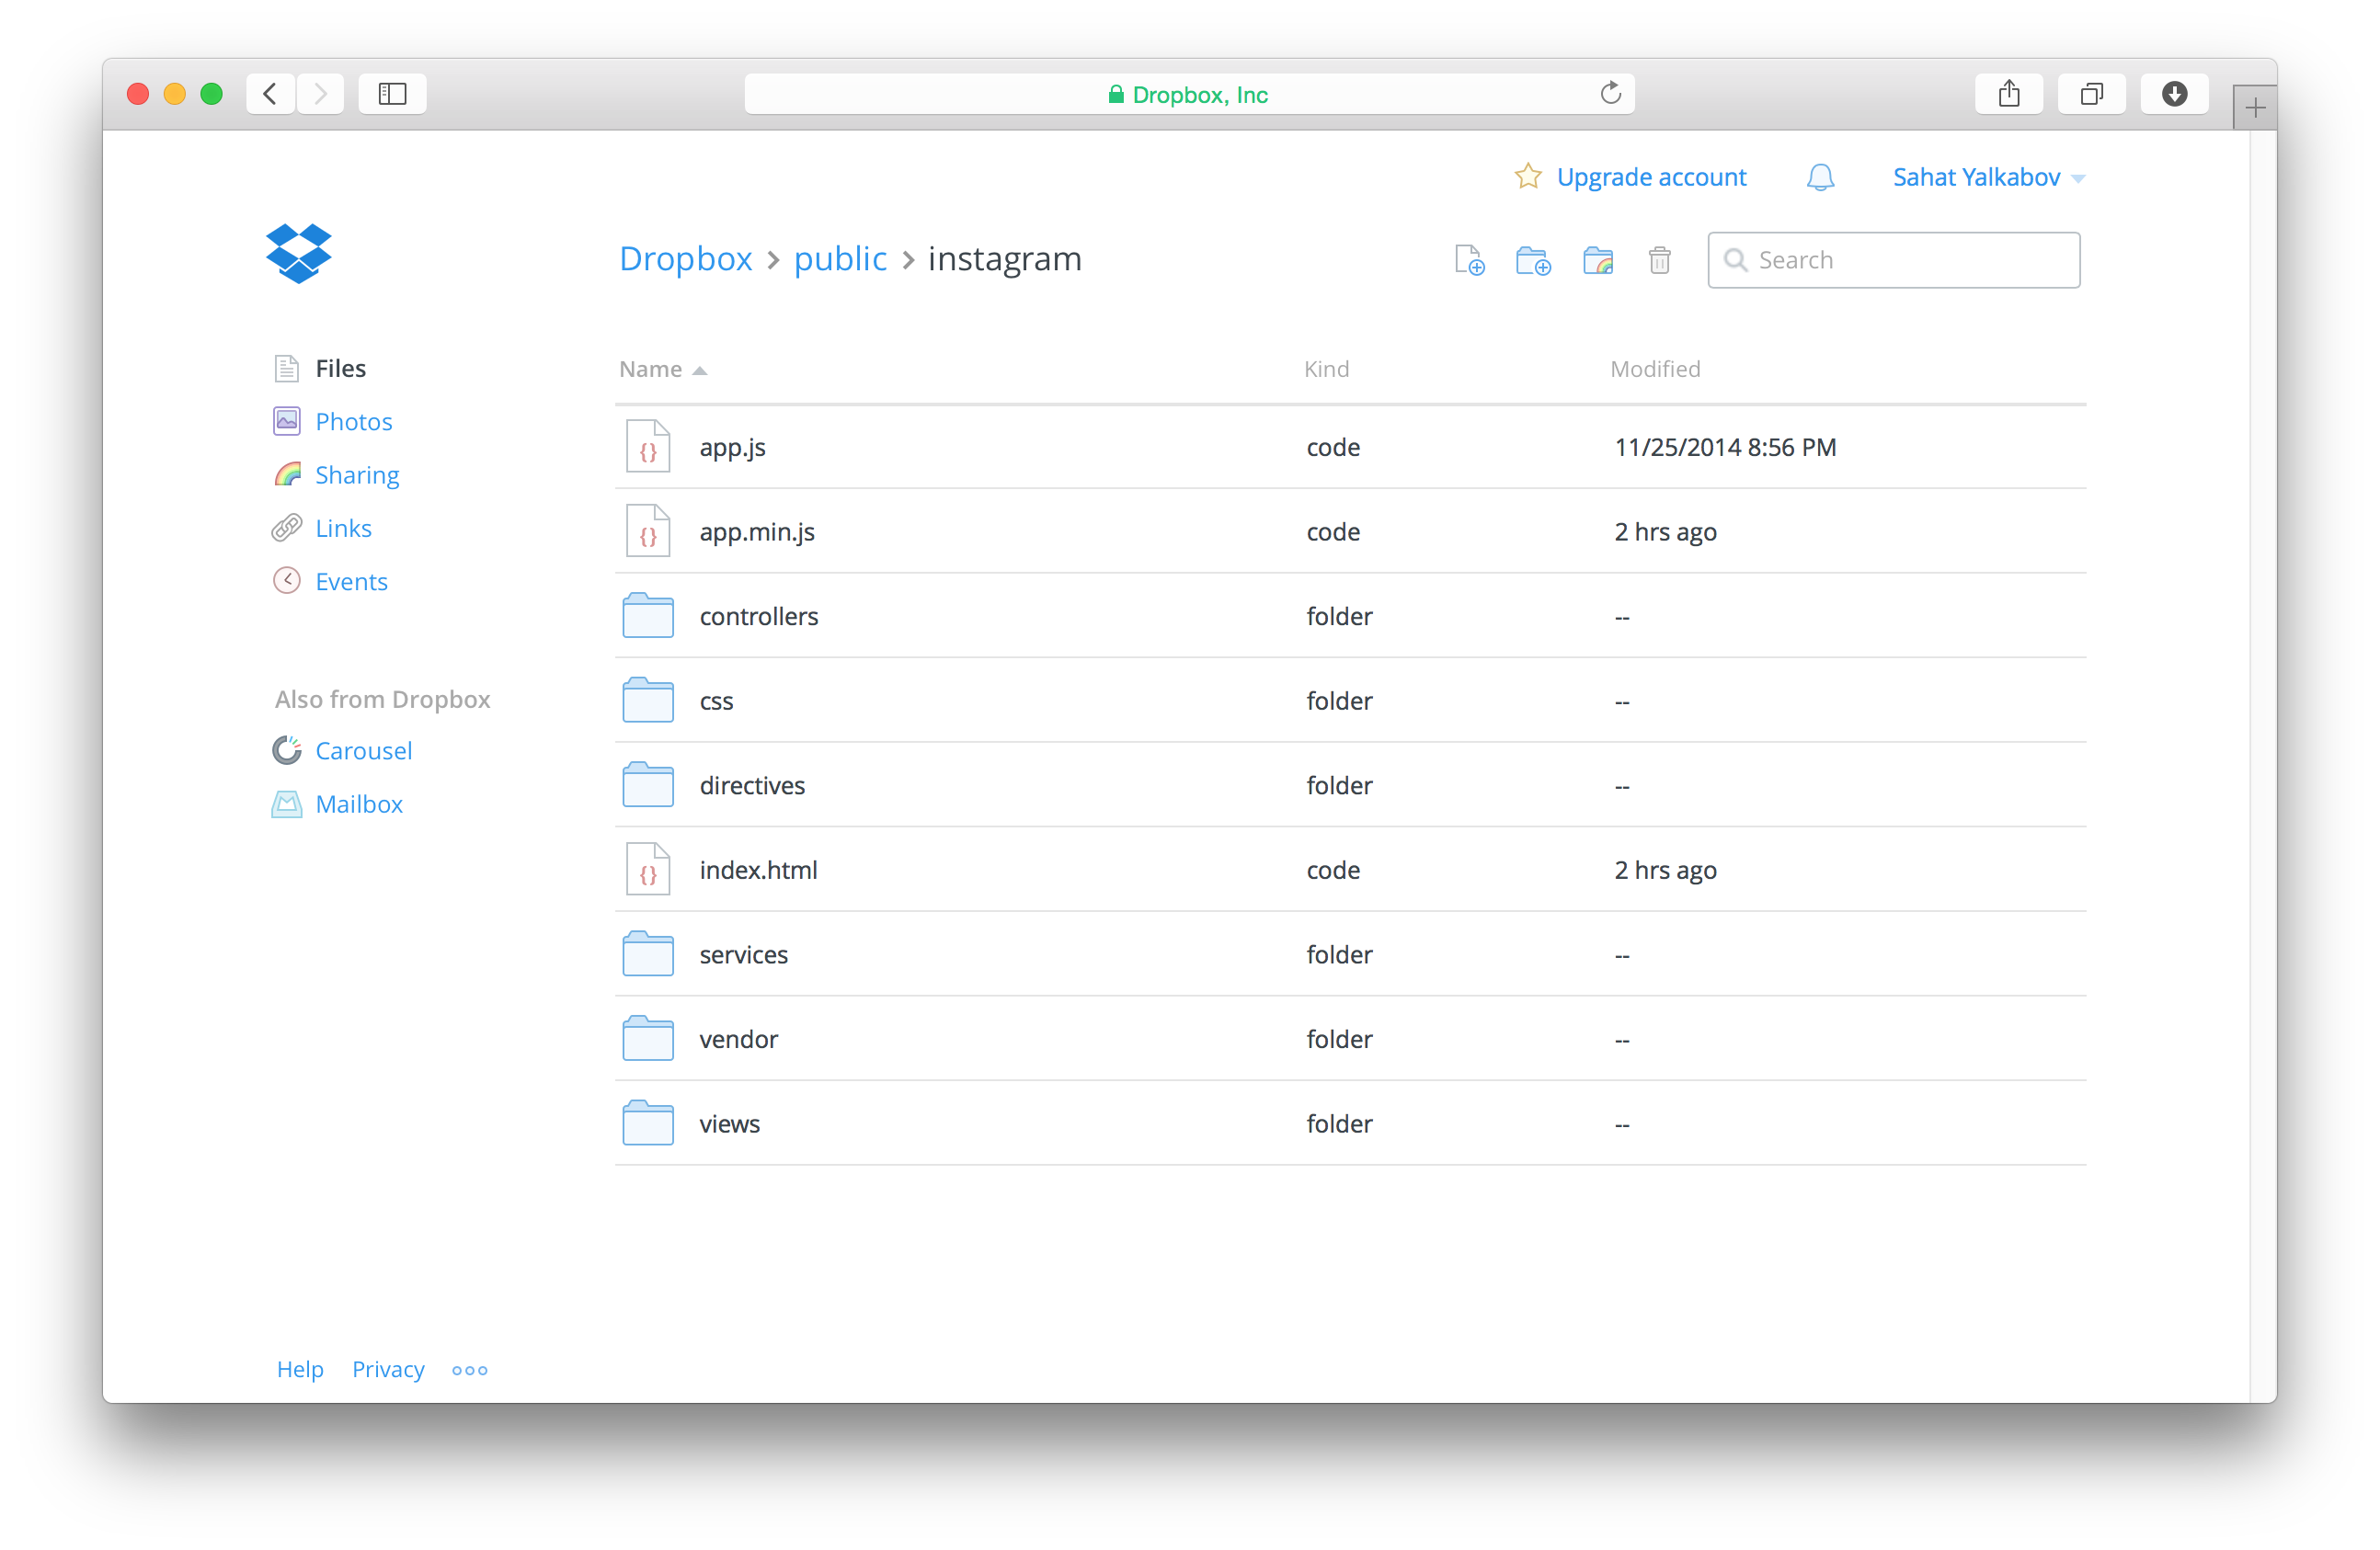 Dropbox, Inc
Upgrade account Sahat Yalkabov
Dropbox > public > instagram Search
Files
Photos
Sharing
Links
Events
Also from Dropbox
Carousel
Mailbox
Name Kind Modified
app.js code 11/25/2014 8:56 PM
app.min.js code 2 hrs ago
controllers folder --
css folder --
directives folder --
index.html code 2 hrs ago
services folder --
vendor folder --
views folder --
Help Privacy